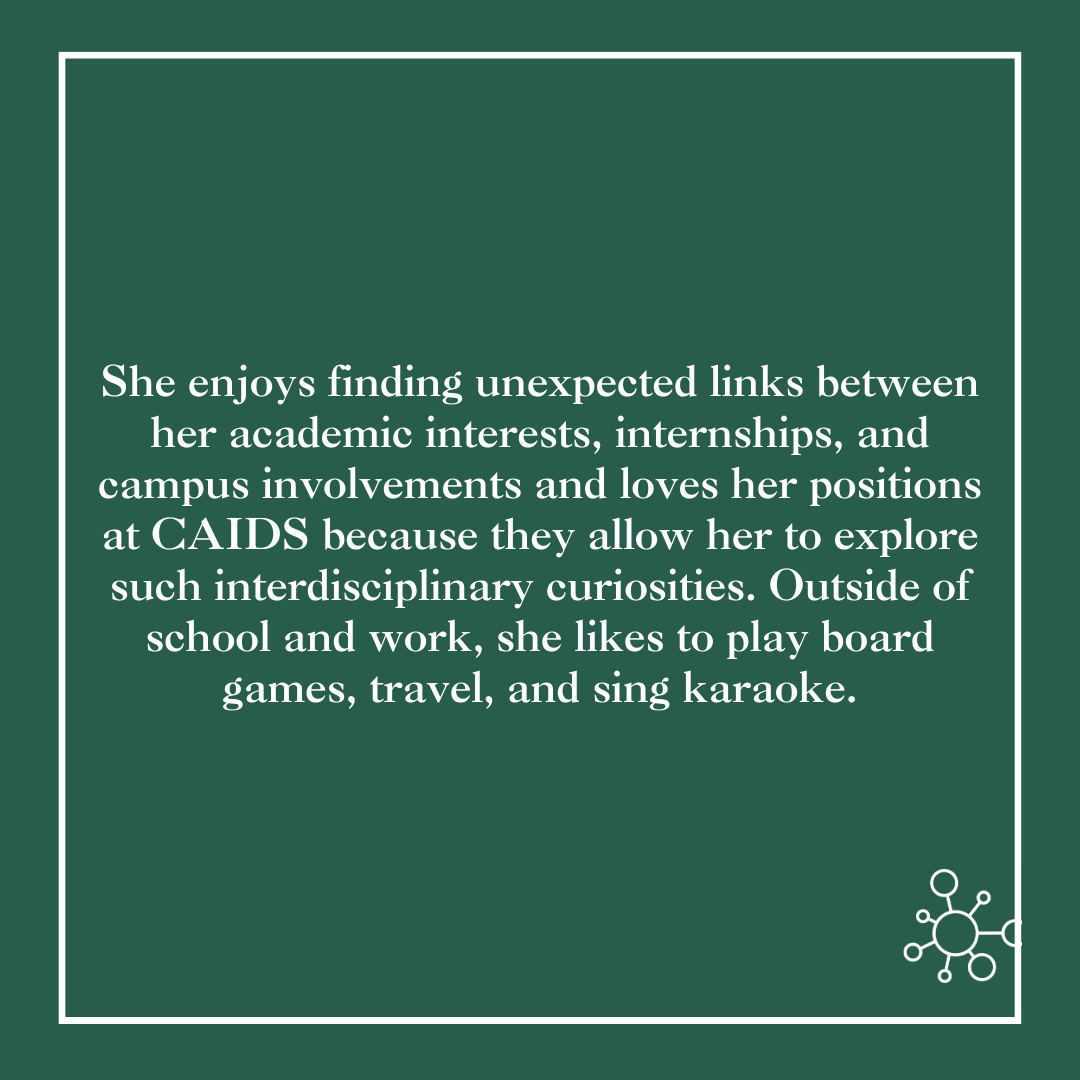 She enjoys finding unexpected links between
her academic interests, internships, and
campus involvements and loves her positions
at CAIDS because they allow her to explore
such interdisciplinary curiosities. Outside of
school and work, she likes to play board
games, travel, and sing karaoke.